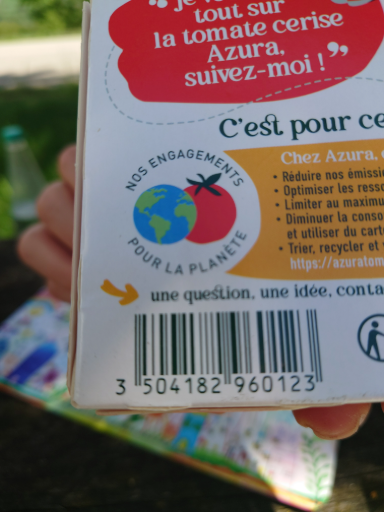 tout sur
la tomate cerise
Azura,
suivez-moi !”
C’est pour ce
NOS ENGAGEMENTS
POUR LA PLANÈTE
Chez Azura,
• Réduire nos émissi
• Optimiser les resso
• Limiter au maximu
• Diminuer la conso
et utiliser du cart
• Trier, recycler et
https://azuratom
une question, une idée, conta
3 504182 960123